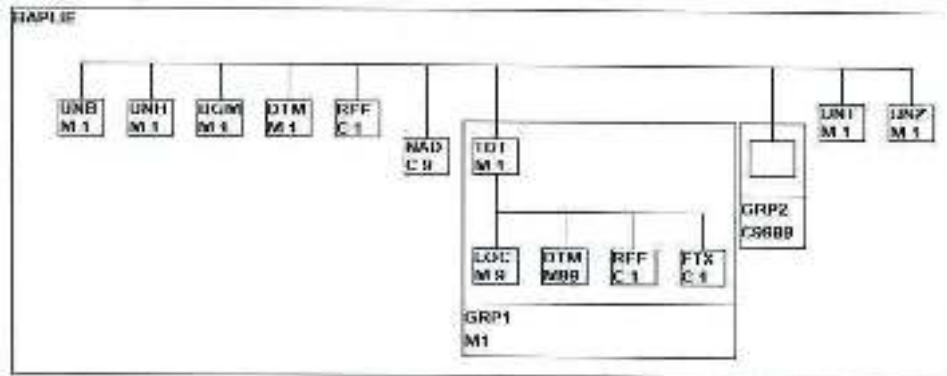 BAPLIE
UNB
M 1
UNH
M 1
BGM
M 1
DTM
M 1
RFF
C 1
NAD
C 9
TDT
M 1
UNT
M 1
UNZ
M 1
GRP2
C9999
LOC
M 9
DTM
M99
RFF
C 1
FTX
C 1
GRP1
M1